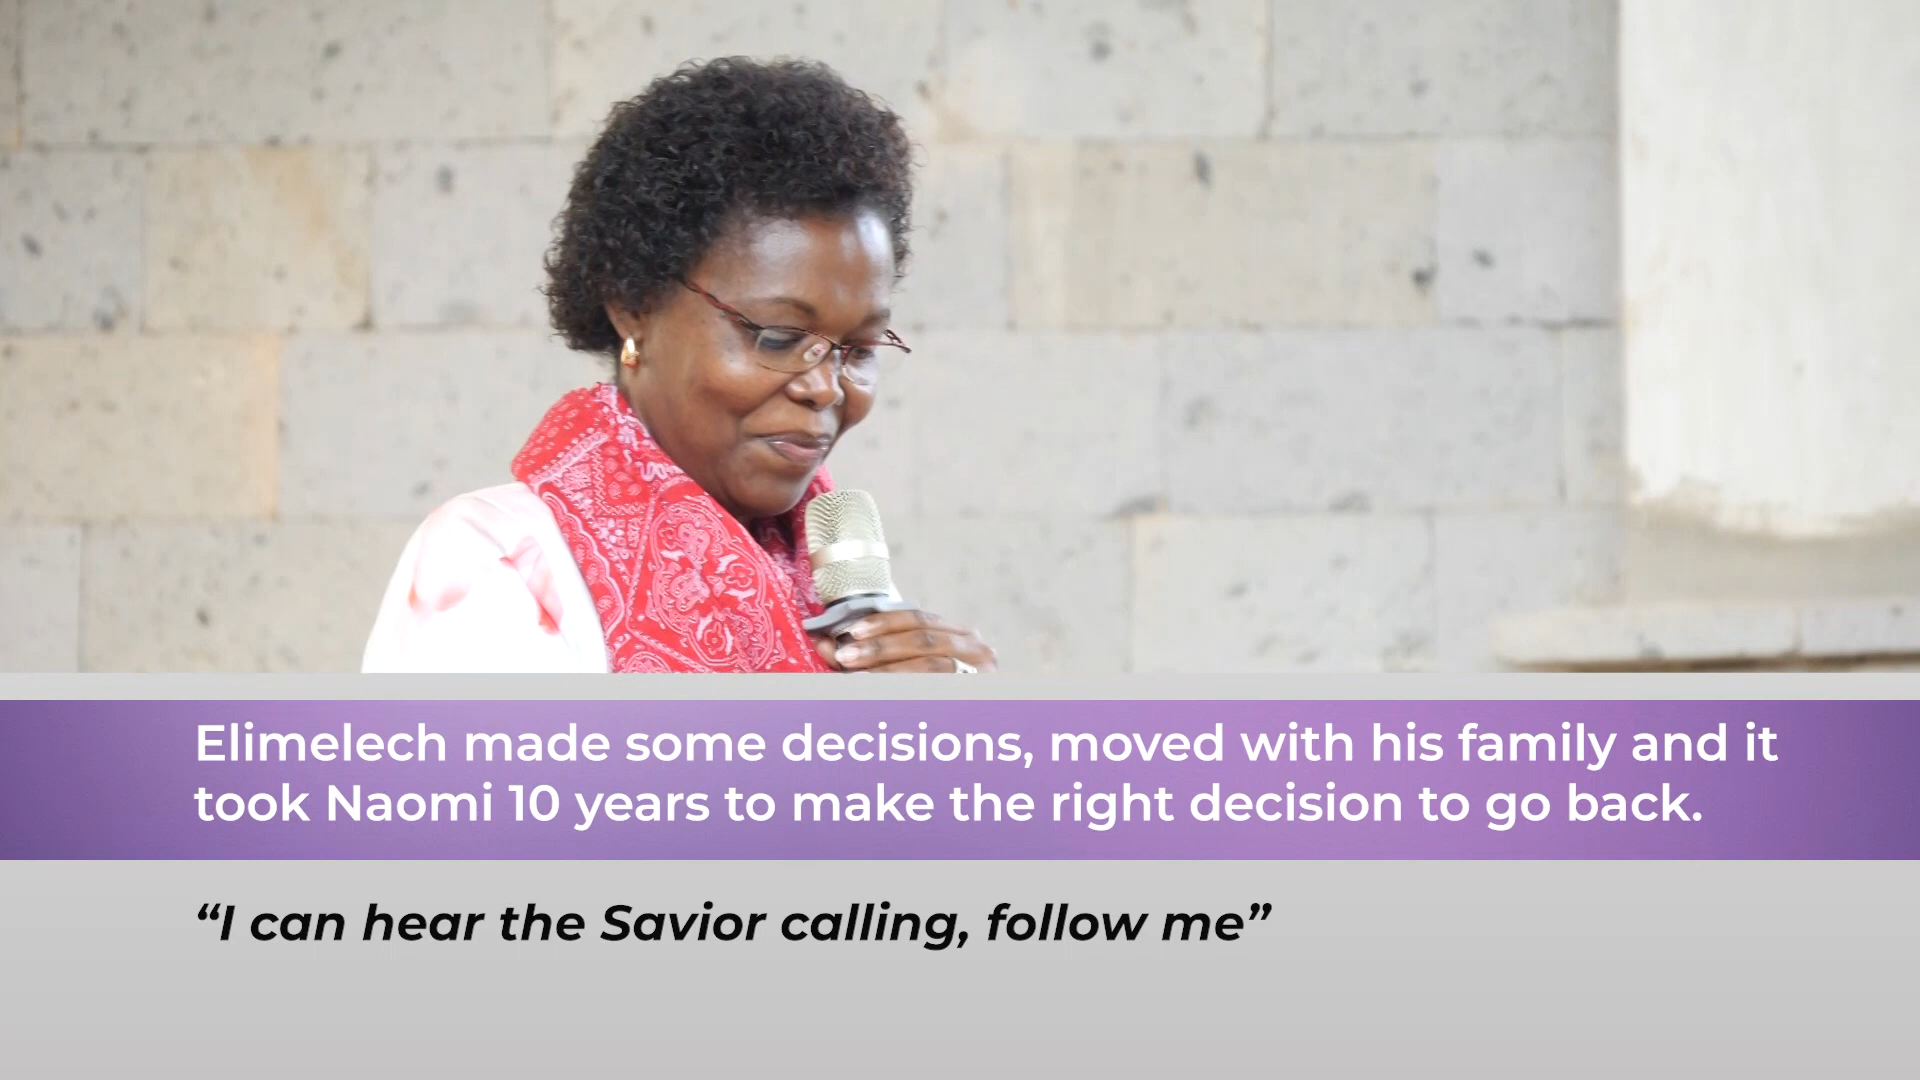 Elimelech made some decisions, moved with his family and it
took Naomi 10 years to make the right decision to go back.
“I can hear the Savior calling, follow me”